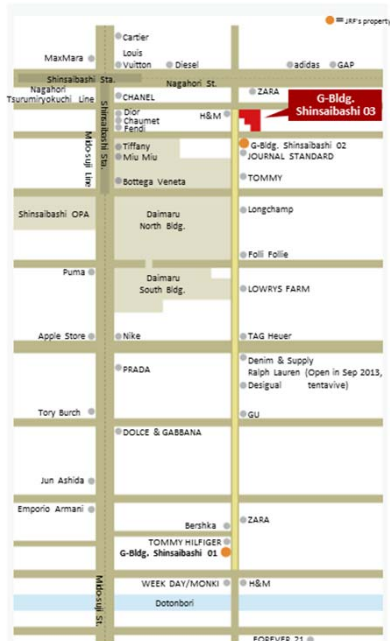 = JRF's property
Cartier
MaxMara
Louis
Vuitton
Diesel
adidas
GAP
Shinsaibashi Sta.
Nagahori St.
Nagahori
Tsurumiryokuchi Line
CHANEL
ZARA
G-Bldg.
Shinsaibashi 03
Dior
Chaumet
Fendi
H&M
Shinsaibashi Sta.
Mido-suji Line
Tiffany
Miu Miu
G-Bldg. Shinsaibashi 02
JOURNAL STANDARD
Bottega Veneta
TOMMY
Shinsaibashi OPA
Daimaru
North Bldg.
Longchamp
Folli Follie
Puma
Daimaru
South Bldg.
LOWRYS FARM
Apple Store
Nike
TAG Heuer
PRADA
Denim & Supply
Ralph Lauren (Open in Sep 2013,
Desigual tentavive)
Tory Burch
GU
DOLCE & GABBANA
Jun Ashida
Emporio Armani
Bershka
ZARA
TOMMY HILFIGER
G-Bldg. Shinsaibashi 01
Mido-suji St.
WEEK DAY/MONKI
H&M
Dotonbori
FOREVER 21